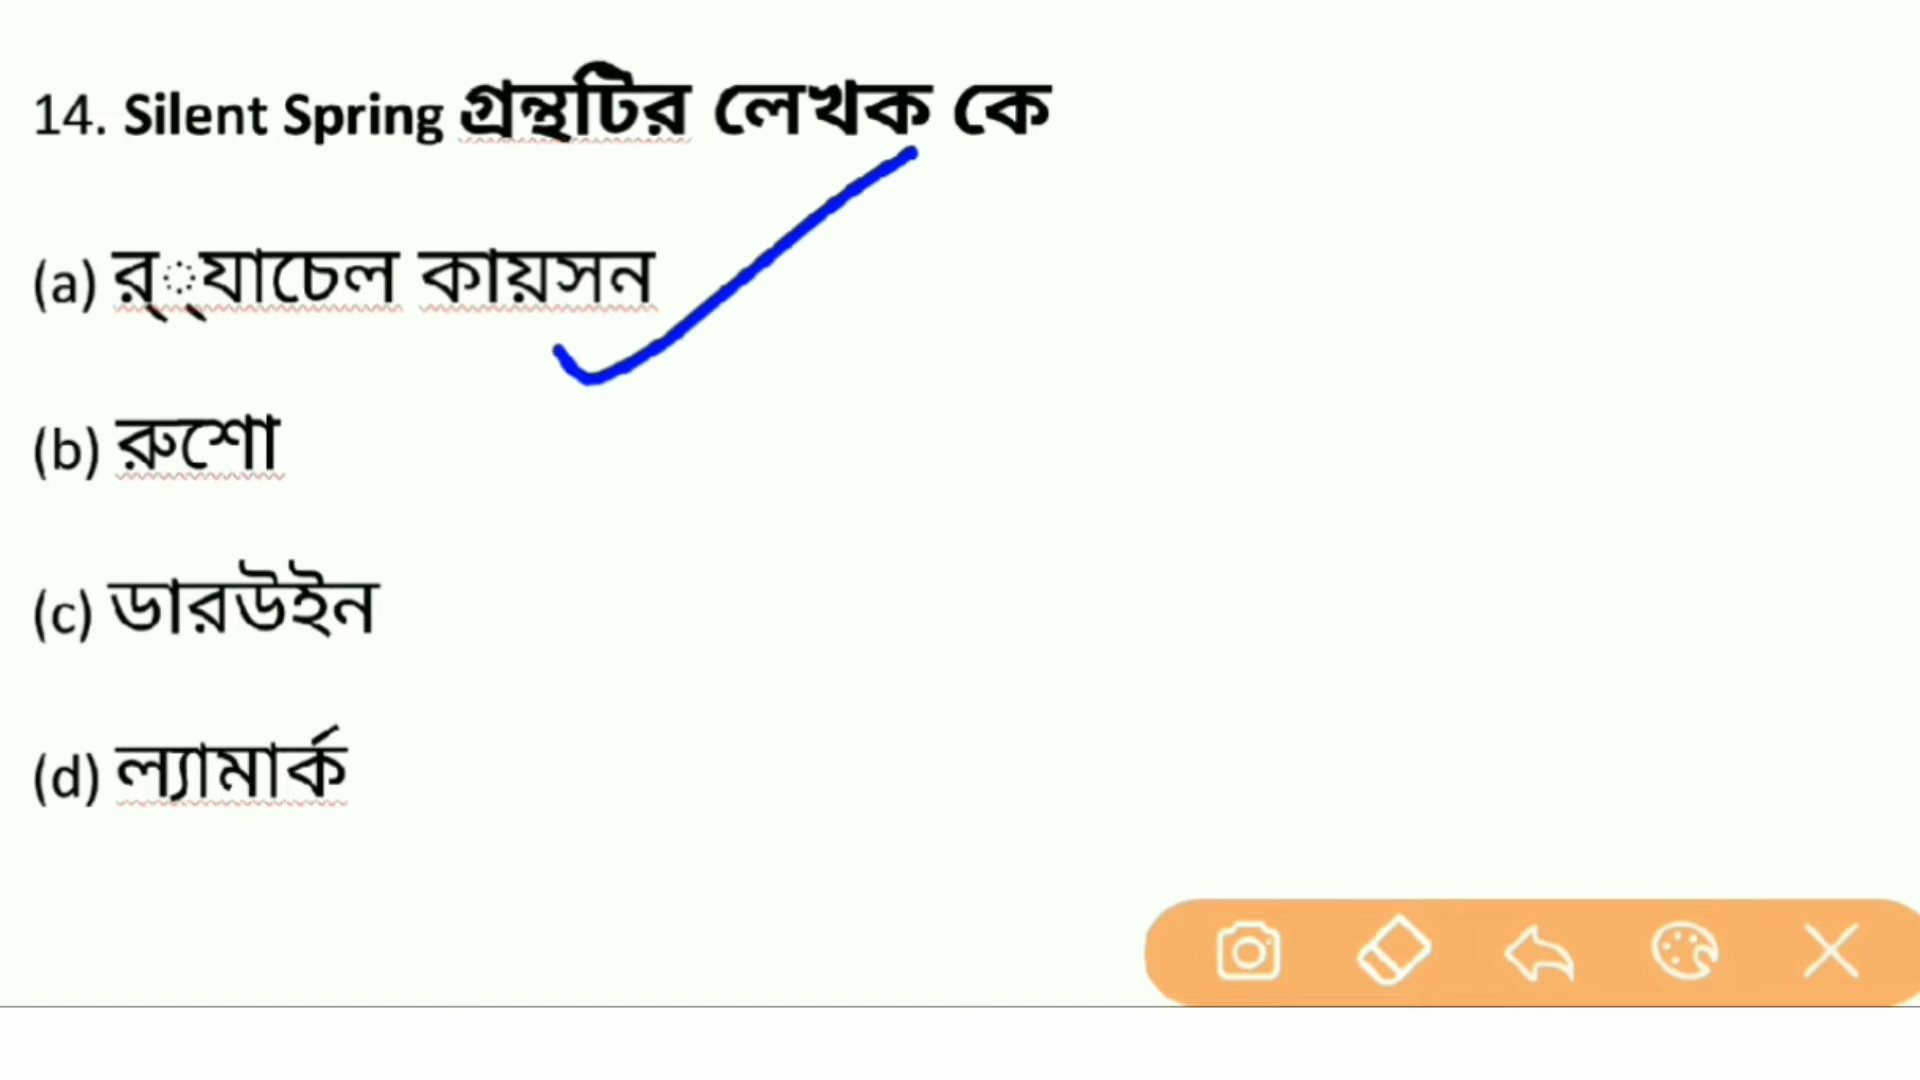 14. Silent Spring গ্রন্থটির লেখক কে
(a) র্্যাচেল কায়সন
(b) রুশো
(c) ডারউইন
(d) ল্যামার্ক